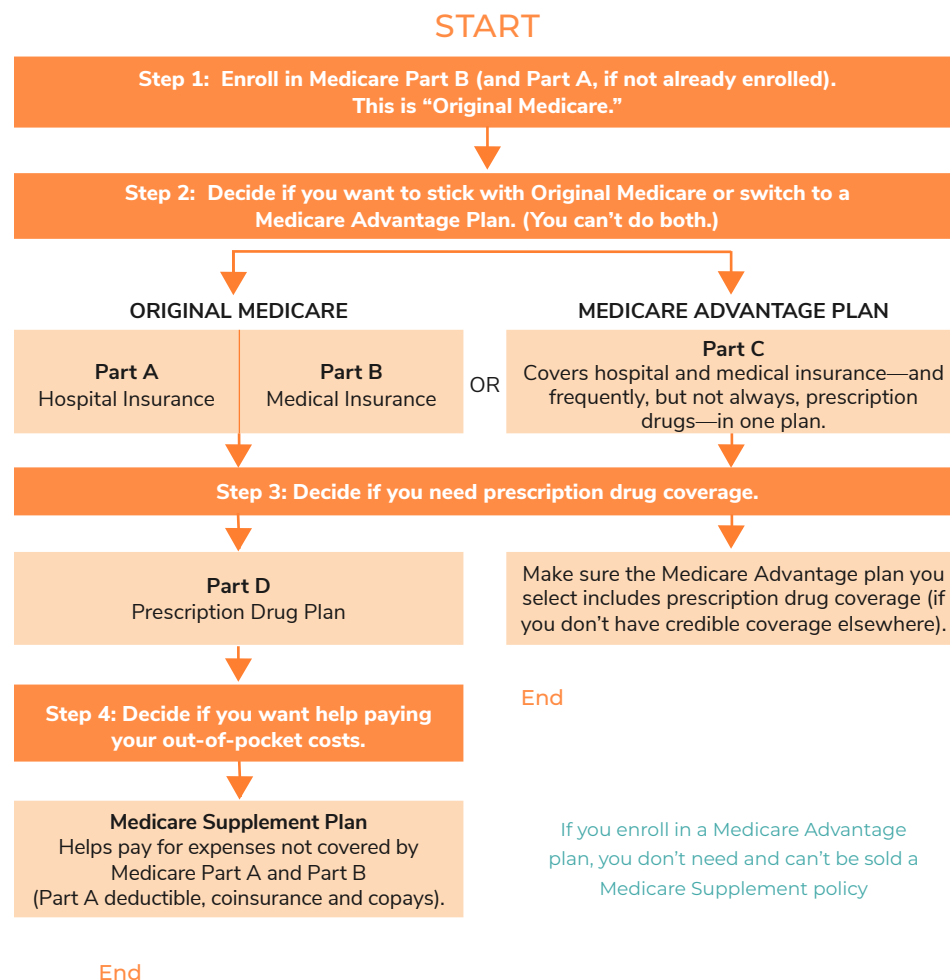 START
Step 1:  Enroll in Medicare Part B (and Part A, if not already enrolled).
This is “Original Medicare.”
Step 2:  Decide if you want to stick with Original Medicare or switch to a
Medicare Advantage Plan. (You can’t do both.)
ORIGINAL MEDICARE
Part A
Hospital Insurance
Part B
Medical Insurance
OR
MEDICARE ADVANTAGE PLAN
Part C
Covers hospital and medical insurance—and
frequently, but not always, prescription
drugs—in one plan.
Step 3: Decide if you need prescription drug coverage.
Part D
Prescription Drug Plan
Make sure the Medicare Advantage plan you
select includes prescription drug coverage (if
you don’t have credible coverage elsewhere).
End
Step 4: Decide if you want help paying
your out-of-pocket costs.
Medicare Supplement Plan
Helps pay for expenses not covered by
Medicare Part A and Part B
(Part A deductible, coinsurance and copays).
If you enroll in a Medicare Advantage
plan, you don’t need and can’t be sold a
Medicare Supplement policy
End